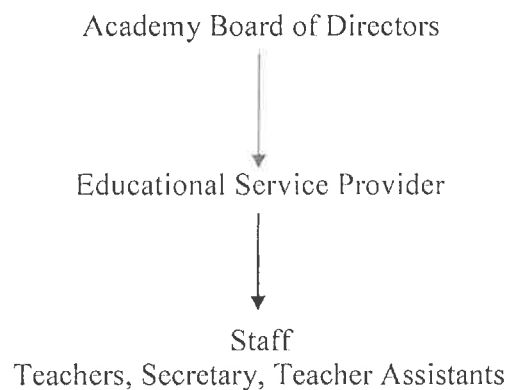 Academy Board of Directors
Educational Service Provider
Staff
Teachers, Secretary, Teacher Assistants